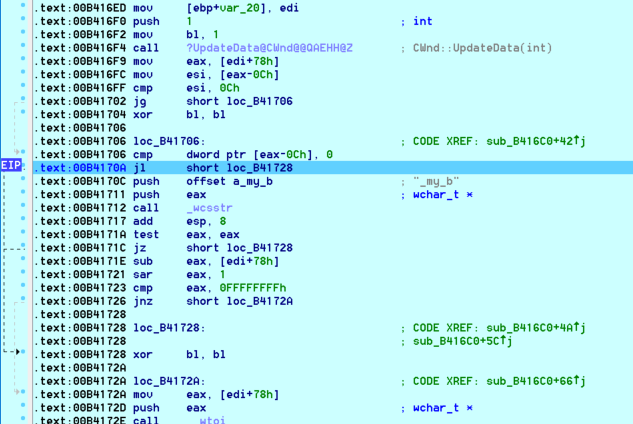 .text:00B416ED mov [ebp+var_20], edi
.text:00B416F0 push 1 ; int
.text:00B416F2 mov bl, 1
.text:00B416F4 call ?UpdateData@CWnd@@QAEHH@Z ; CWnd::UpdateData(int)
.text:00B416F9 mov eax, [edi+78h]
.text:00B416FC mov esi, [eax-0Ch]
.text:00B416FF cmp esi, 0Ch
.text:00B41702 jg short loc_B41706
.text:00B41704 xor bl, bl
.text:00B41706
.text:00B41706 loc_B41706: ; CODE XREF: sub_B416C0+42↑j
.text:00B41706 cmp dword ptr [eax-0Ch], 0
EIP .text:00B4170A jl short loc_B41728
.text:00B4170C push offset a_my_b ; "_my_b"
.text:00B41711 push eax ; wchar_t *
.text:00B41712 call _wcsstr
.text:00B41717 add esp, 8
.text:00B4171A test eax, eax
.text:00B4171C jz short loc_B41728
.text:00B4171E sub eax, [edi+78h]
.text:00B41721 sar eax, 1
.text:00B41723 cmp eax, 0FFFFFFFFh
.text:00B41726 jnz short loc_B4172A
.text:00B41728
.text:00B41728 loc_B41728: ; CODE XREF: sub_B416C0+4A↑j
.text:00B41728 ; sub_B416C0+5C↑j
.text:00B41728 xor bl, bl
.text:00B4172A
.text:00B4172A loc_B4172A: ; CODE XREF: sub_B416C0+66↑j
.text:00B4172A mov eax, [edi+78h]
.text:00B4172D push eax ; wchar_t *
.text:00B4172E call __wtoi